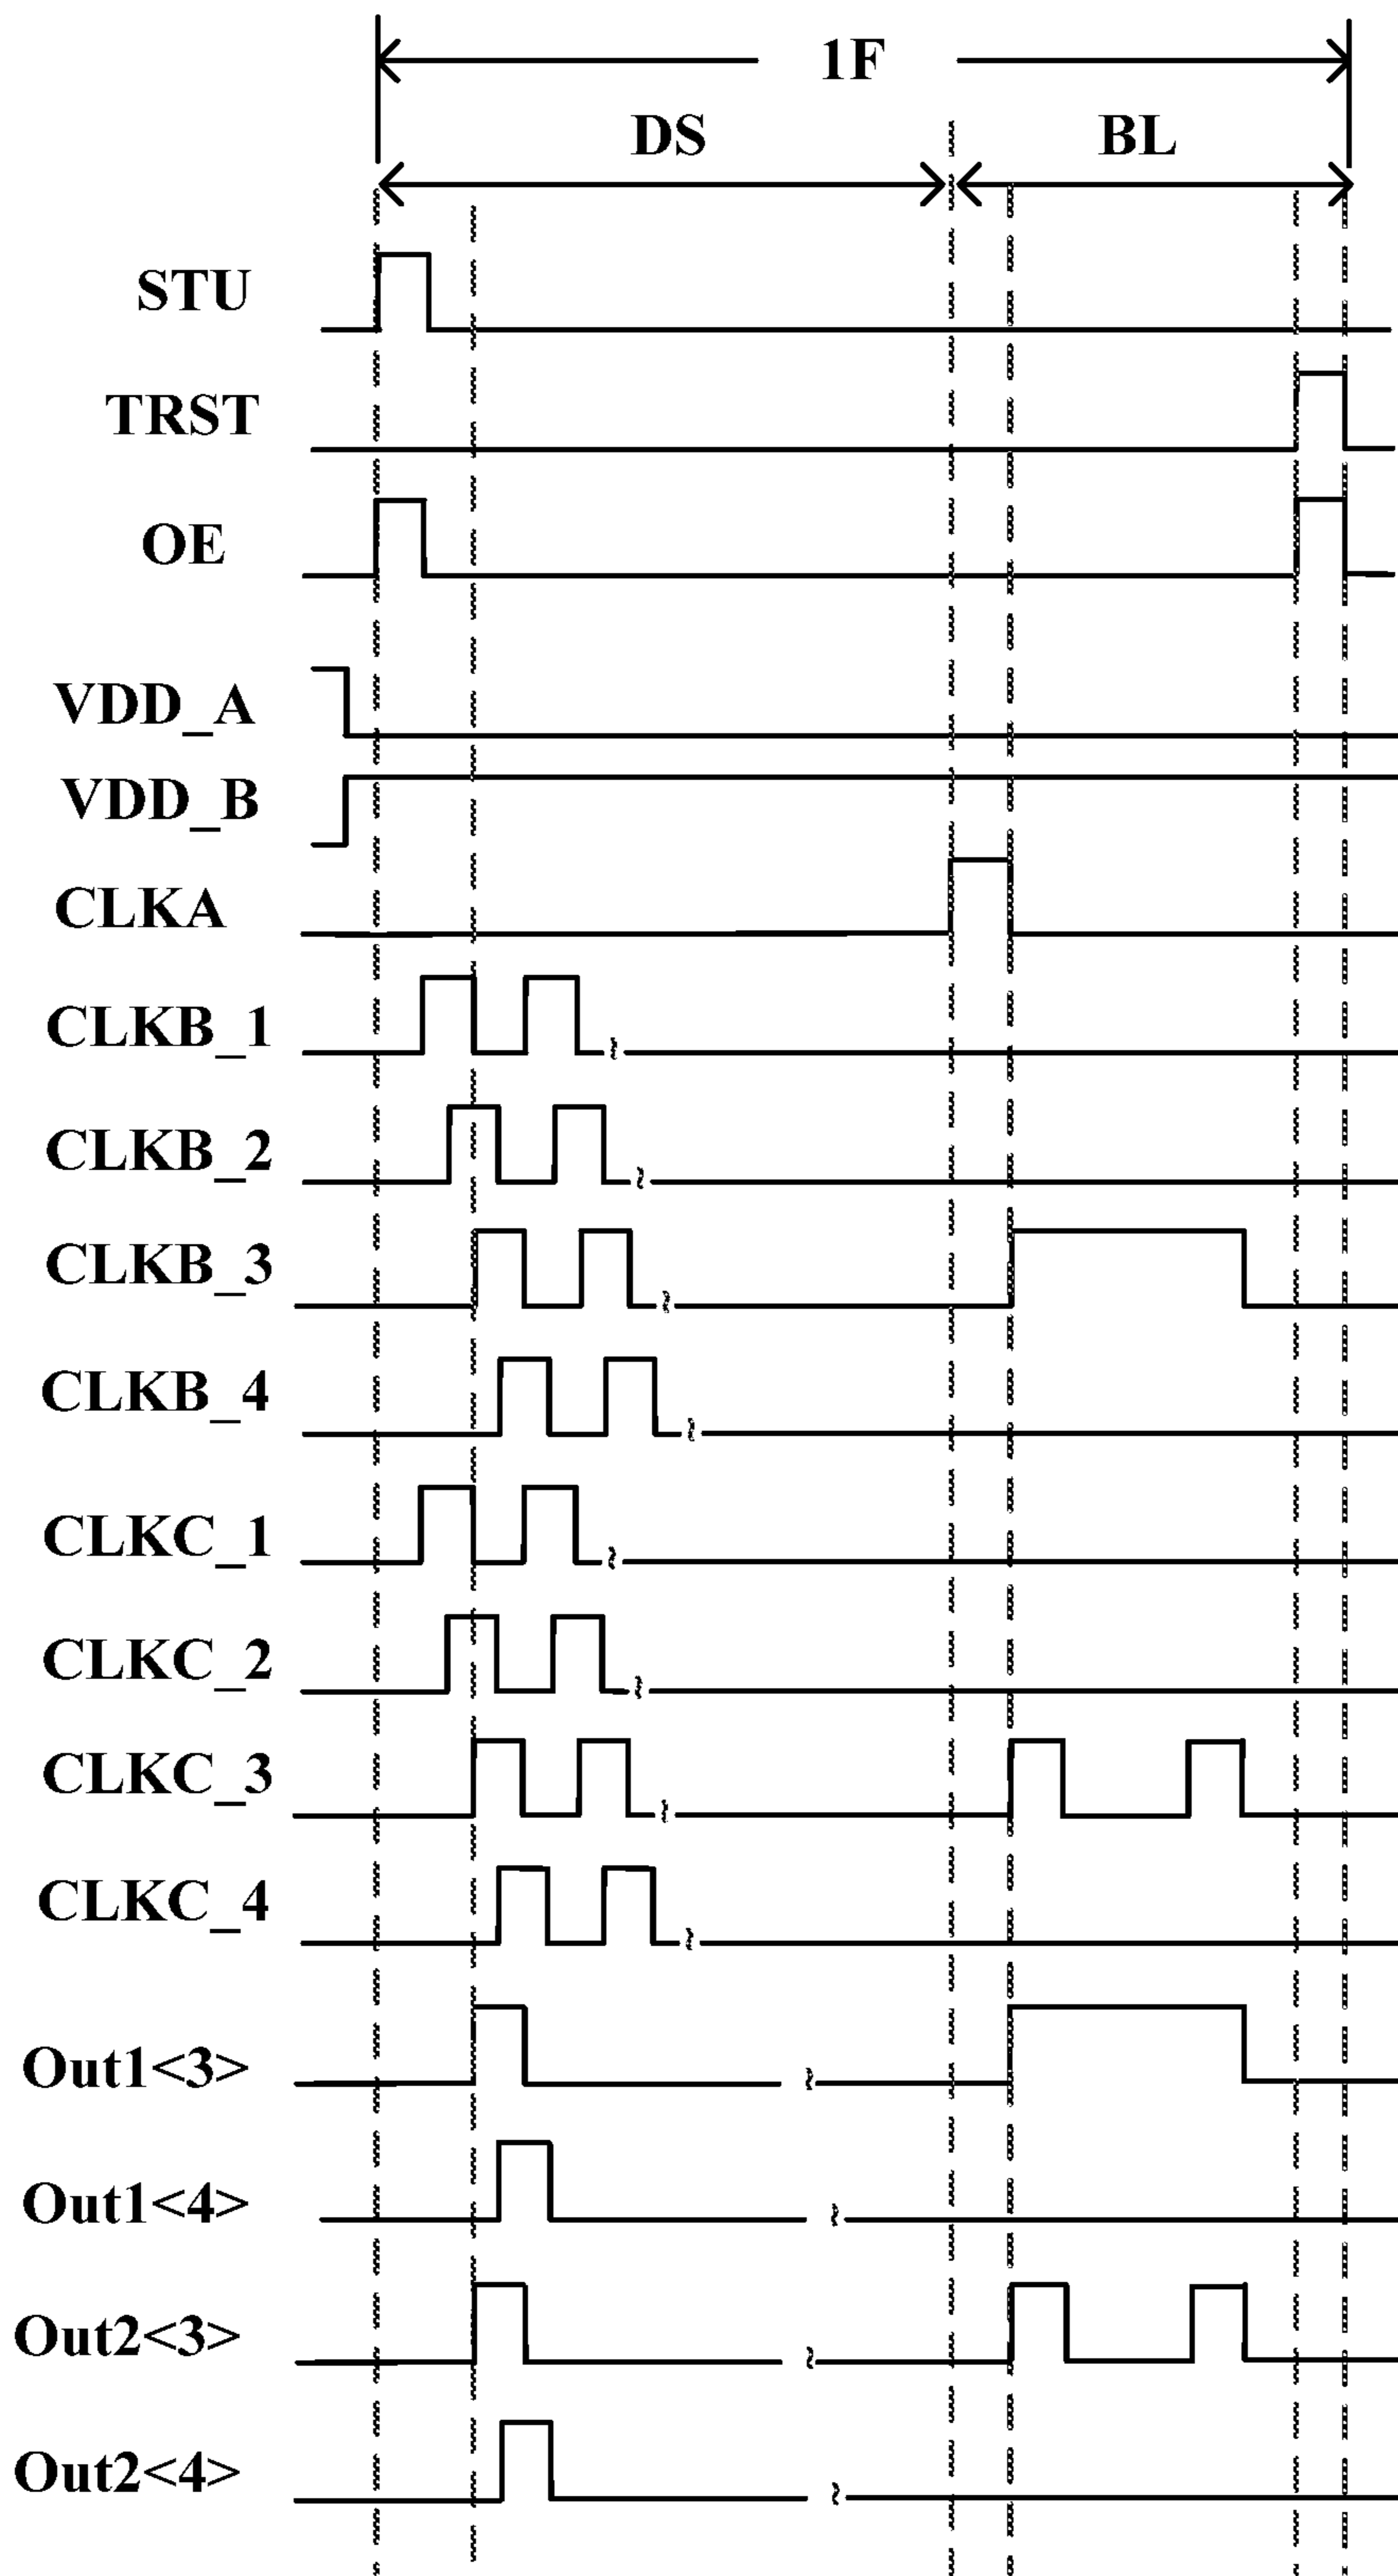 1F
DS BL
STU
TRST
OE
VDD_A
VDD_B
CLKA
CLKB_1
CLKB_2
CLKB_3
CLKB_4
CLKC_1
CLKC_2
CLKC_3
CLKC_4
Out1<3>
Out1<4>
Out2<3>
Out2<4>